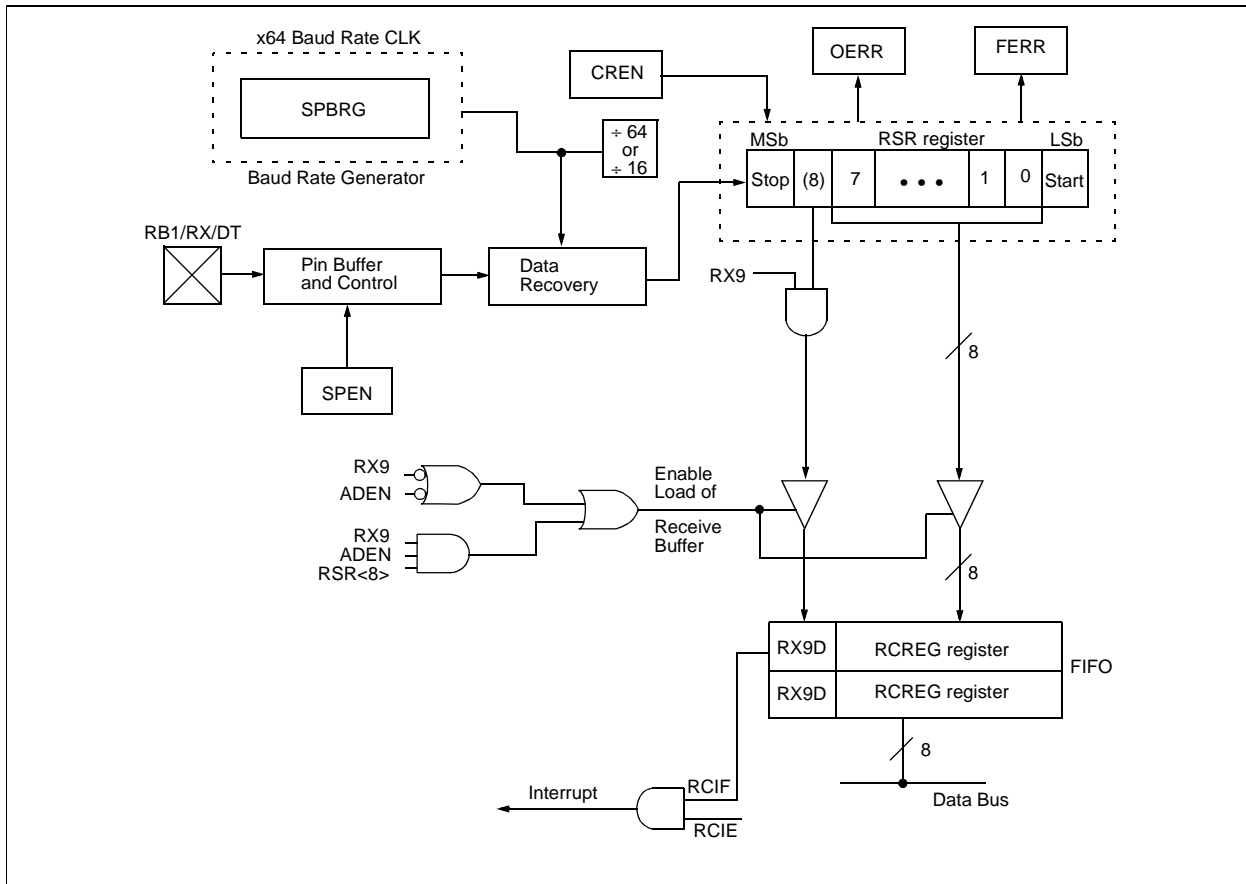 x64 Baud Rate CLK
SPBRG
Baud Rate Generator
CREN
OERR
FERR
÷ 64
or
÷ 16
MSb
RSR register
LSb
Stop
(8)
7
• • •
1
0
Start
RB1/RX/DT
Pin Buffer
and Control
Data
Recovery
RX9
SPEN
8
RX9
ADEN
RX9
ADEN
RSR<8>
Enable
Load of
Receive
Buffer
8
RX9D
RCREG register
RX9D
RCREG register
FIFO
8
Data Bus
Interrupt
RCIF
RCIE